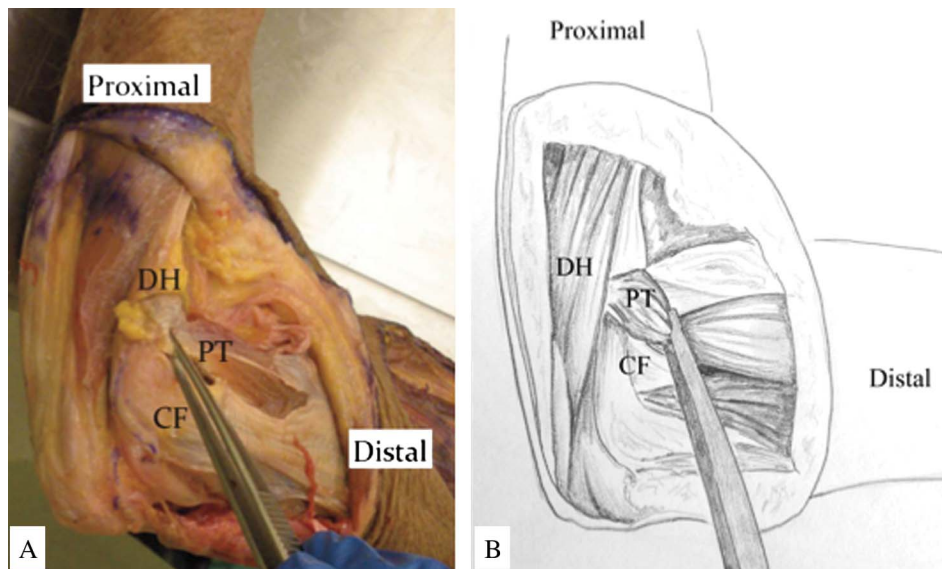 Proximal
DH
PT
CF
Distal
A
Proximal
DH
PT
CF
Distal
B